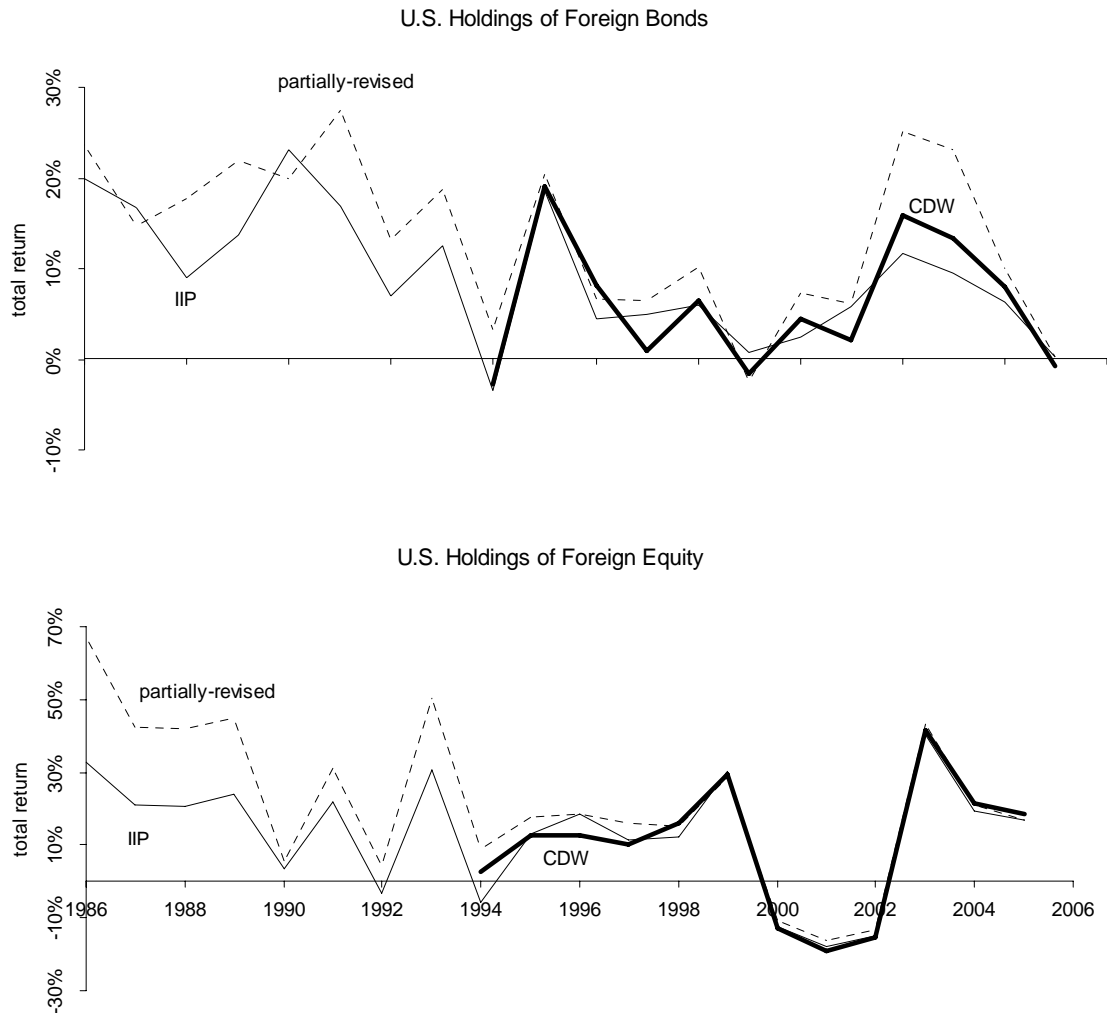 U.S. Holdings of Foreign Bonds
partially-revised
30%
20%
10%
0%
-10%
total return
IIP
CDW
U.S. Holdings of Foreign Equity
70%
50%
30%
10%
-10%
-30%
total return
partially-revised
IIP
CDW
1986 1988 1990 1992 1994 1996 1998 2000 2002 2004 2006